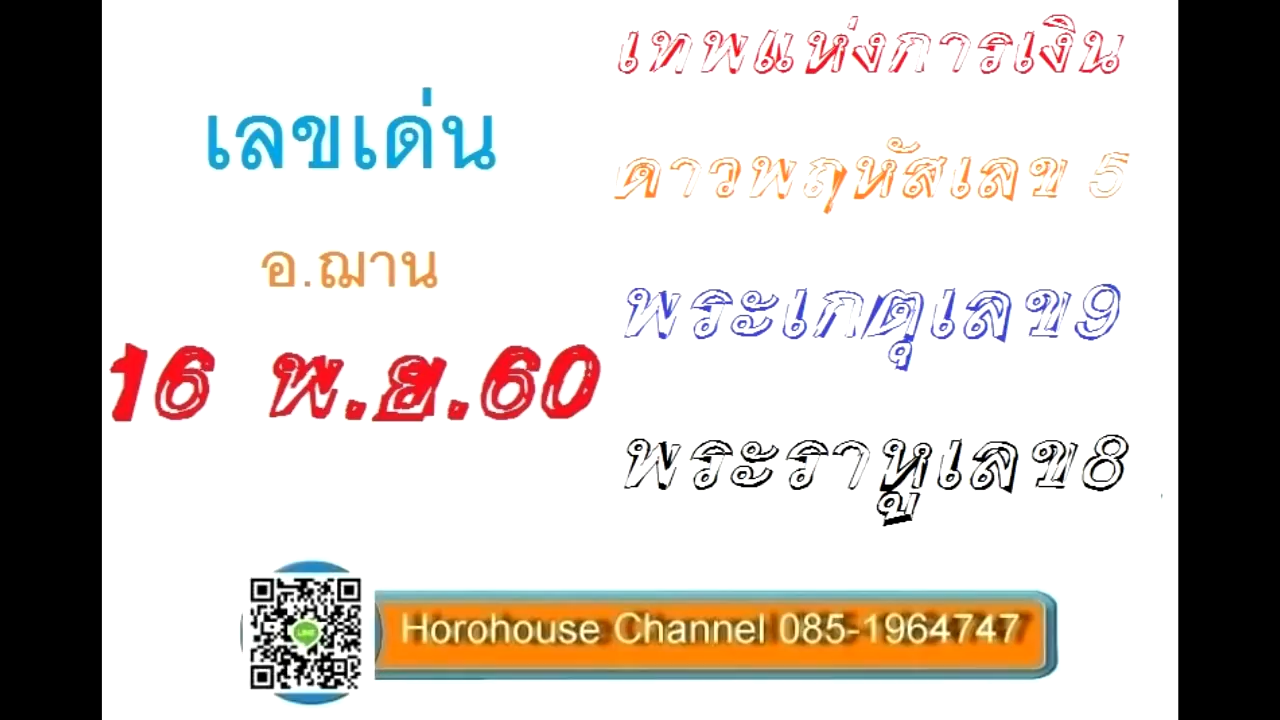 เลขเด่น
อ.ฌาน
16 พ.ย.60
เทพแห่งการเงิน
ดาวพฤหัสเลข 5
พระเกตุเลข9
พระราหูเลข8
LINE
Horohouse Channel 085-1964747